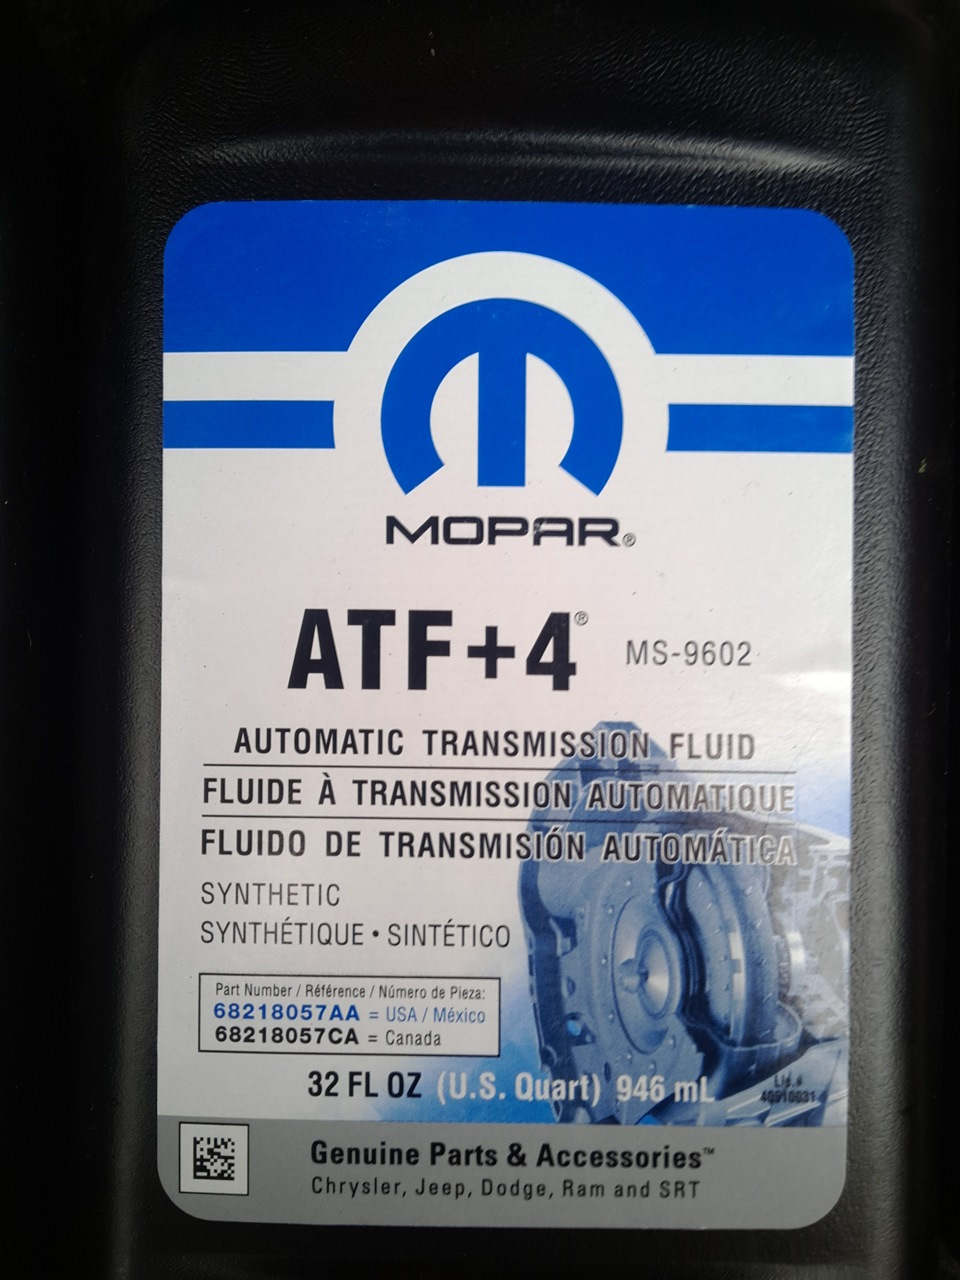 MOPAR®
ATF+4® MS-9602
AUTOMATIC TRANSMISSION FLUID
FLUIDE À TRANSMISSION AUTOMATIQUE
FLUIDO DE TRANSMISIÓN AUTOMÁTICA
SYNTHETIC
SYNTHÉTIQUE • SINTÉTICO
Part Number / Référence / Número de Pieza:
68218057AA = USA / México
68218057CA = Canada
32 FL OZ (U.S. Quart) 946 mL
Lic.#
Genuine Parts & Accessories™
Chrysler, Jeep, Dodge, Ram and SRT